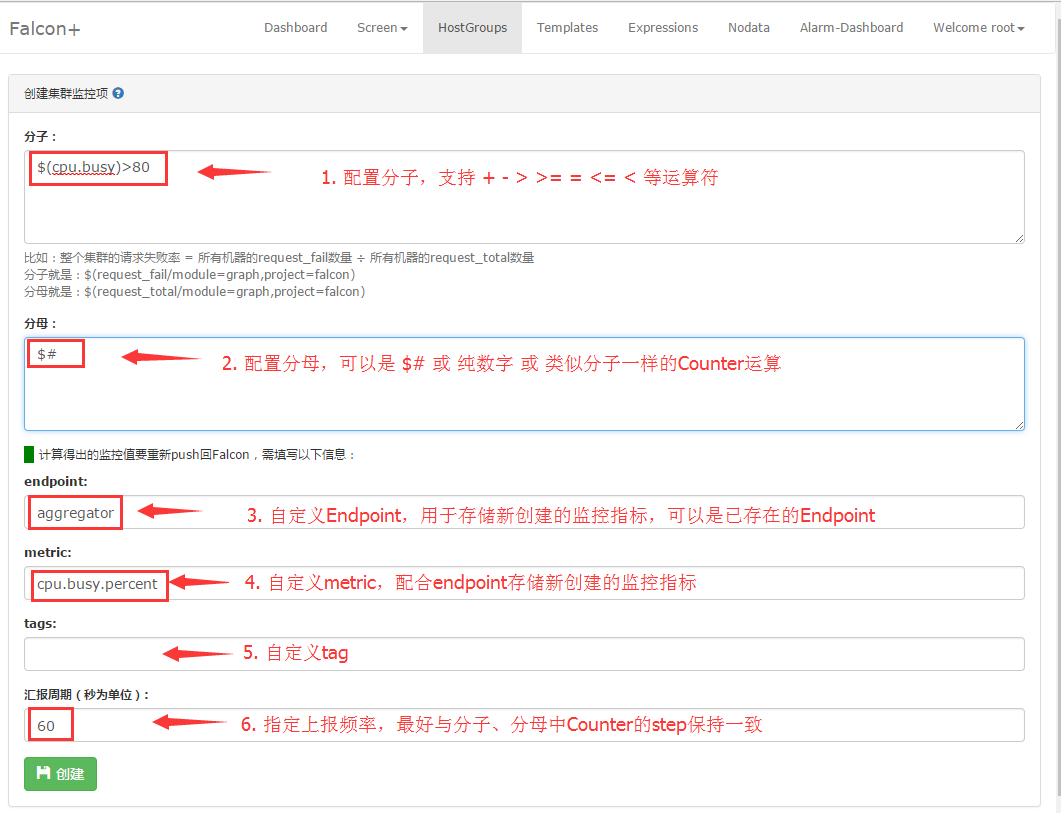 Falcon+ Dashboard Screen HostGroups Templates Expressions Nodata Alarm-Dashboard Welcome root
创建集群监控项 ?
分子：
$(cpu.busy)>80
1. 配置分子，支持 + - > >= = <= < 等运算符
比如：整个集群的请求失败率 = 所有机器的request_fail数量 ÷ 所有机器的request_total数量
分子就是：$(request_fail/module=graph,project=falcon)
分母就是：$(request_total/module=graph,project=falcon)
分母：
$#
2. 配置分母，可以是 $# 或 纯数字 或 类似分子一样的Counter运算
计算得出的监控值要重新push回Falcon，需填写以下信息：
endpoint:
aggregator
3. 自定义Endpoint，用于存储新创建的监控指标，可以是已存在的Endpoint
metric:
cpu.busy.percent
4. 自定义metric，配合endpoint存储新创建的监控指标
tags:
5. 自定义tag
汇报周期（秒为单位）：
60
6. 指定上报频率，最好与分子、分母中Counter的step保持一致
创建